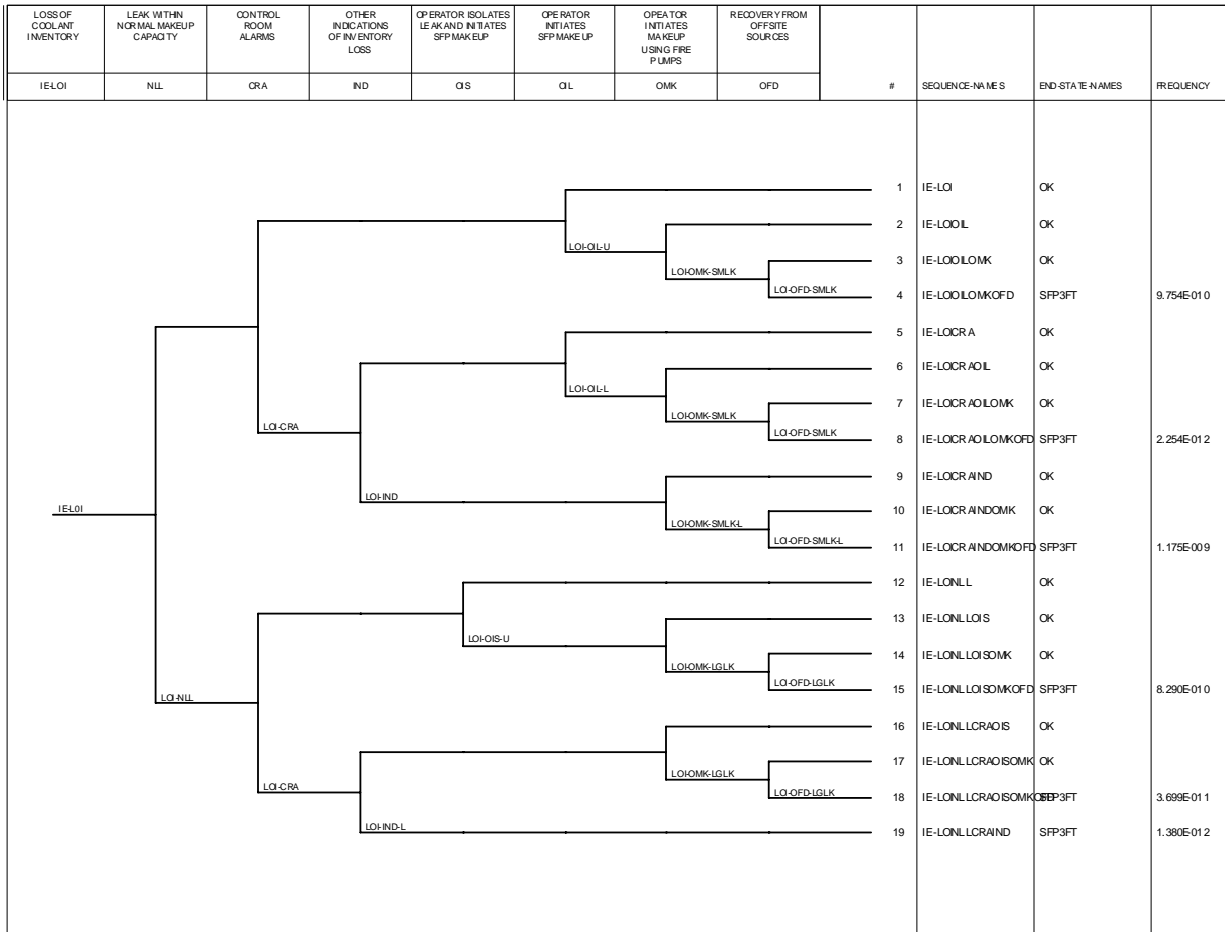 LOSS OF
COOLANT
INVENTORY
LEAK WITHIN
NORMAL MAKEUP
CAPACITY
CONTROL
ROOM
ALARMS
OTHER
INDICATIONS
OF INVENTORY
LOSS
OPERATOR ISOLATES
LEAK AND INITIATES
SFP MAKEUP
OPERATOR
INITIATES
SFP MAKEUP
OPEATOR
INITIATES
MAKEUP
USING FIRE
PUMPS
RECOVERY FROM
OFFSITE
SOURCES
IE-LOI NLL CRA IND OIS OIL OMK OFD # SEQUENCE-NAMES END-STATE-NAMES FREQUENCY
1 IE-LOI OK
2 IE-LOIOIL OK
LOI-OIL-U
3 IE-LOIOILOMK OK
LOI-OMK-SMLK
LOI-OFD-SMLK
4 IE-LOIOILOMKOFD SFP3FT 9.754E-010
5 IE-LOICRA OK
6 IE-LOICRAOIL OK
LOI-OIL-L
7 IE-LOICRAOILOMK OK
LOI-OMK-SMLK
LOI-CRA
LOI-OFD-SMLK
8 IE-LOICRAOILOMKOFD SFP3FT 2.254E-012
9 IE-LOICRAIND OK
LOI-IND
10 IE-LOICRAINDOMK OK
IE-LOI
LOI-OMK-SMLK-L
LOI-OFD-SMLK-L
11 IE-LOICRAINDOMKOFD SFP3FT 1.175E-009
12 IE-LOINLL OK
13 IE-LOINLLOIS OK
LOI-OIS-U
14 IE-LOINLLOISOMK OK
LOI-OMK-LGLK
LOI-OFD-LGLK
15 IE-LOINLLOISOMKOFD SFP3FT 8.290E-010
LOI-NLL
16 IE-LOINLLCRAOIS OK
17 IE-LOINLLCRAOISOMK OK
LOI-OMK-LGLK
LOI-CRA
LOI-OFD-LGLK
18 IE-LOINLLCRAOISOMKOFD SFP3FT 3.699E-011
LOI-IND-L
19 IE-LOINLLCRAIND SFP3FT 1.380E-012